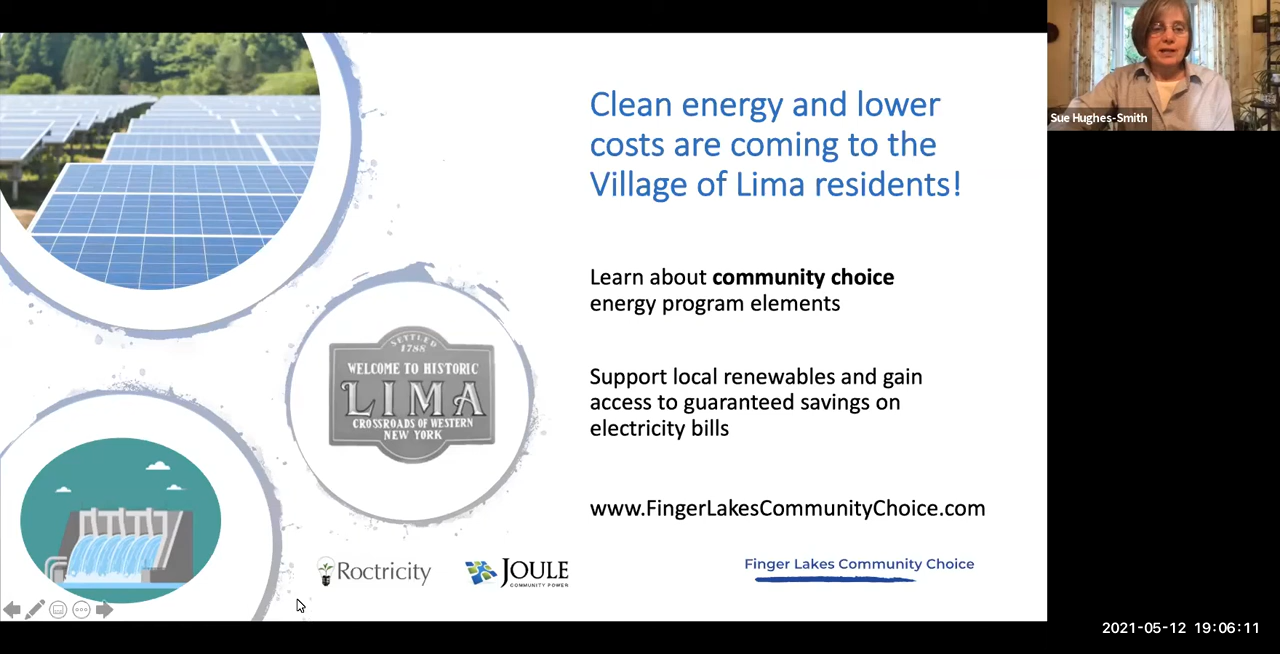 Clean energy and lower
costs are coming to the
Village of Lima residents!
Learn about community choice
energy program elements
Support local renewables and gain
access to guaranteed savings on
electricity bills
www.FingerLakesCommunityChoice.com
SETTLED
1788
WELCOME TO HISTORIC
LIMA
CROSSROADS OF WESTERN
NEW YORK
Roctricity
JOULE
COMMUNITY POWER
Finger Lakes Community Choice
Sue Hughes-Smith
2021-05-12 19:06:11